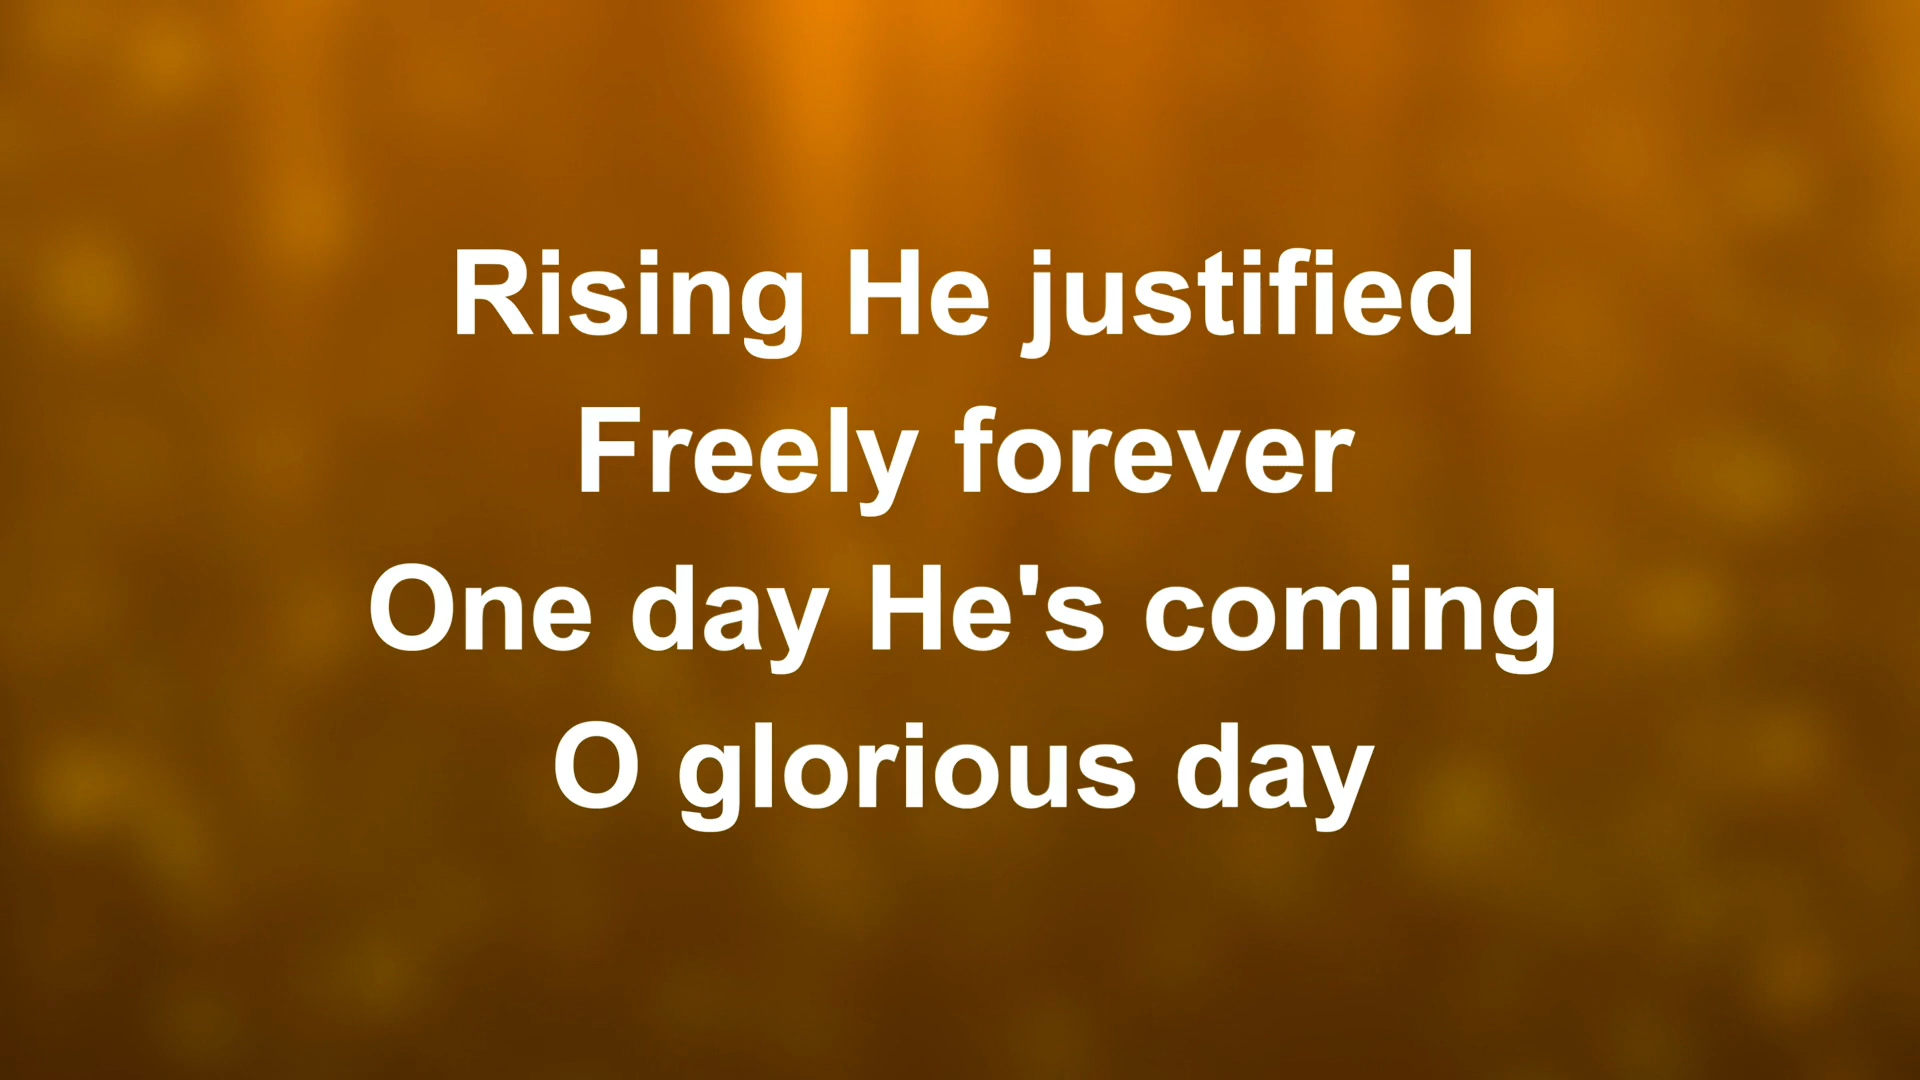 Rising He justified
Freely forever
One day He's coming
O glorious day